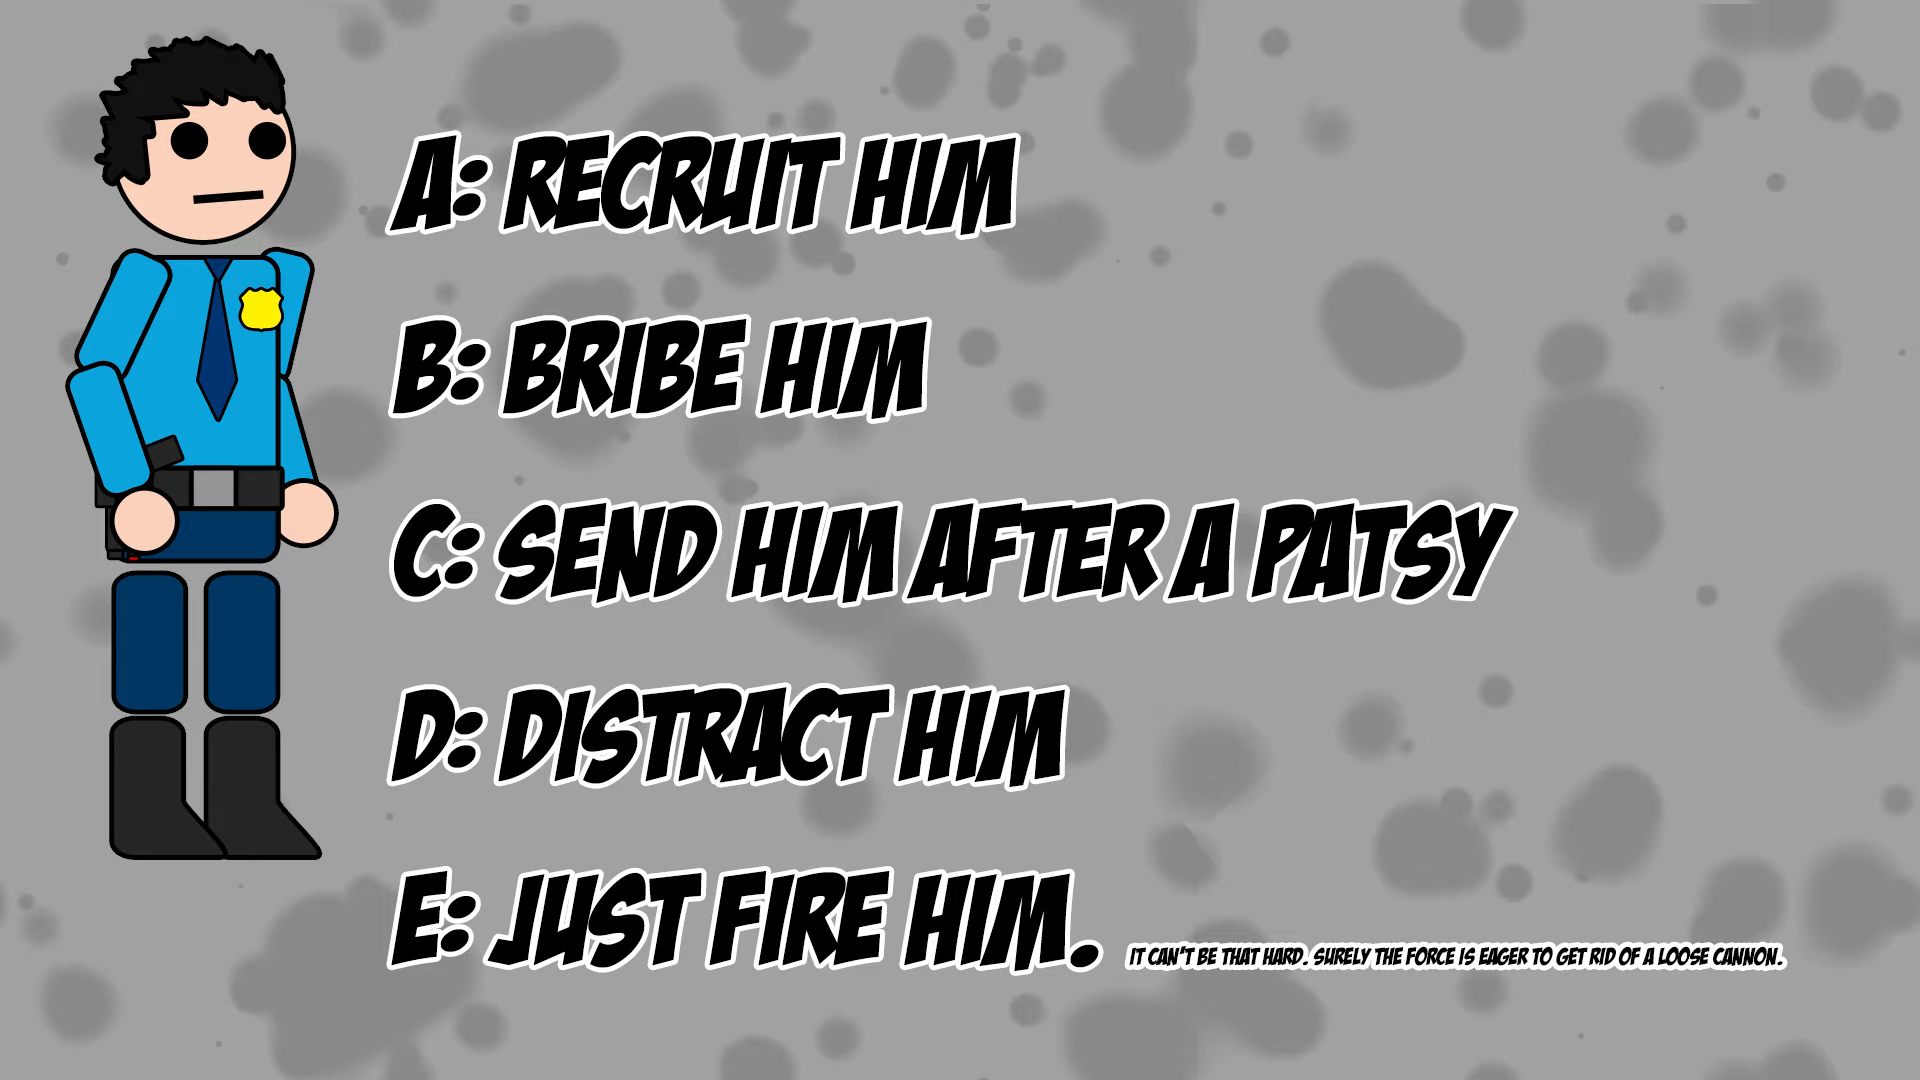 A: RECRUIT HIM
B: BRIBE HIM
C: SEND HIM AFTER A PATSY
D: DISTRACT HIM
E: JUST FIRE HIM. IT CAN'T BE THAT HARD. SURELY THE FORCE IS EAGER TO GET RID OF A LOOSE CANNON.